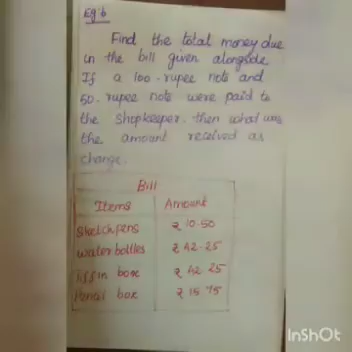 Eg:6
Find the total money due
in the bill given alongside
If a 100-rupee note and
50-rupee note were paid to
the shopkeeper. then what was
the amount received as
change.
Bill
Items Amount
Sketch pens ₹ 10.50
water bottles ₹ 42.25
Tiffin box ₹ 42 25
Pencil box ₹ 15 75
InShOt